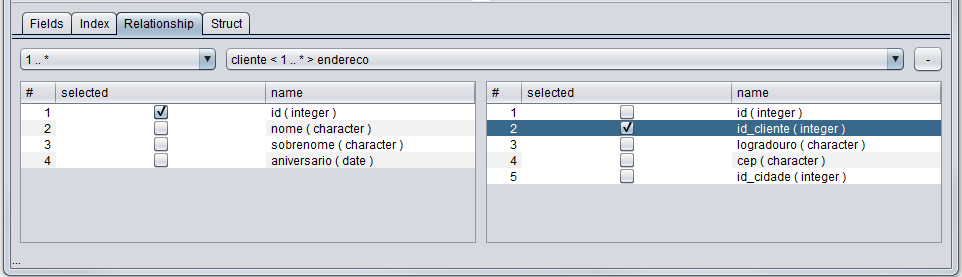 Fields Index Relationship Struct
1 .. * cliente < 1 .. * > endereco -
# selected name # selected name
1 id ( integer ) 1 id ( integer )
2 nome ( character ) 2 id_cliente ( integer )
3 sobrenome ( character ) 3 logradouro ( character )
4 aniversario ( date ) 4 cep ( character )
5 id_cidade ( integer )
...